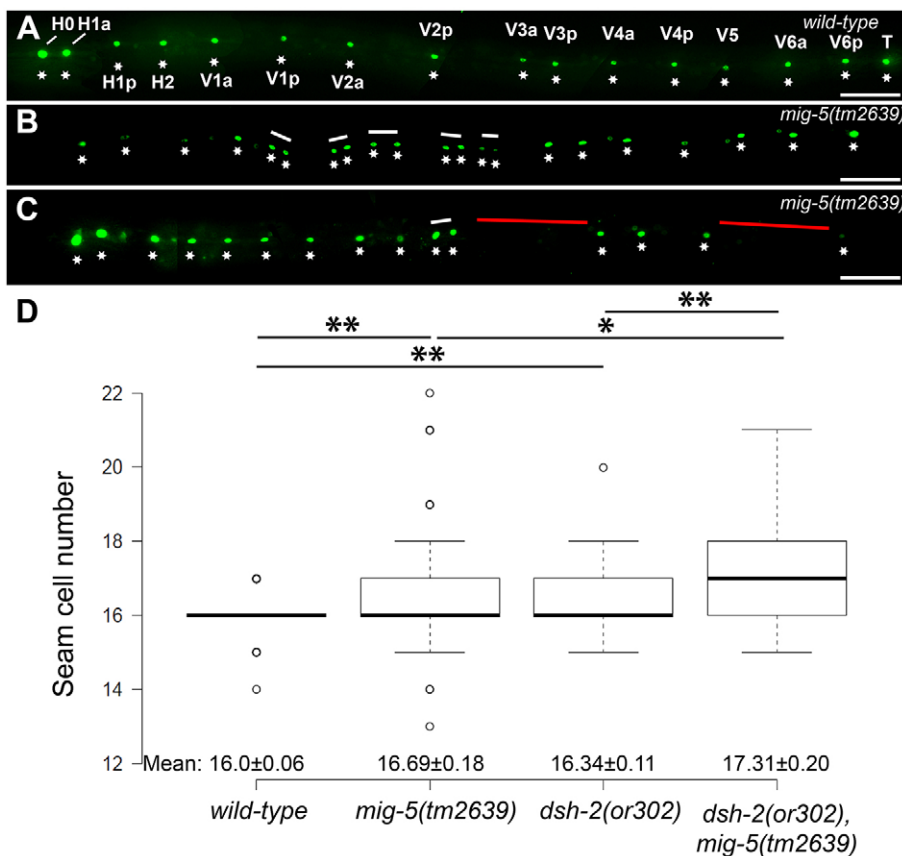 A H0 H1a V2p V3a V3p V4a V4p V5 V6a V6p T wild-type
* * * * * * * * * * * * * * * *
H1p H2 V1a V1p V2a
B mig-5(tm2639)
C mig-5(tm2639)
D
** ** * **
22
20
18
16
14
12
Seam cell number
Mean: 16.0±0.06 16.69±0.18 16.34±0.11 17.31±0.20
wild-type mig-5(tm2639) dsh-2(or302) dsh-2(or302),
mig-5(tm2639)